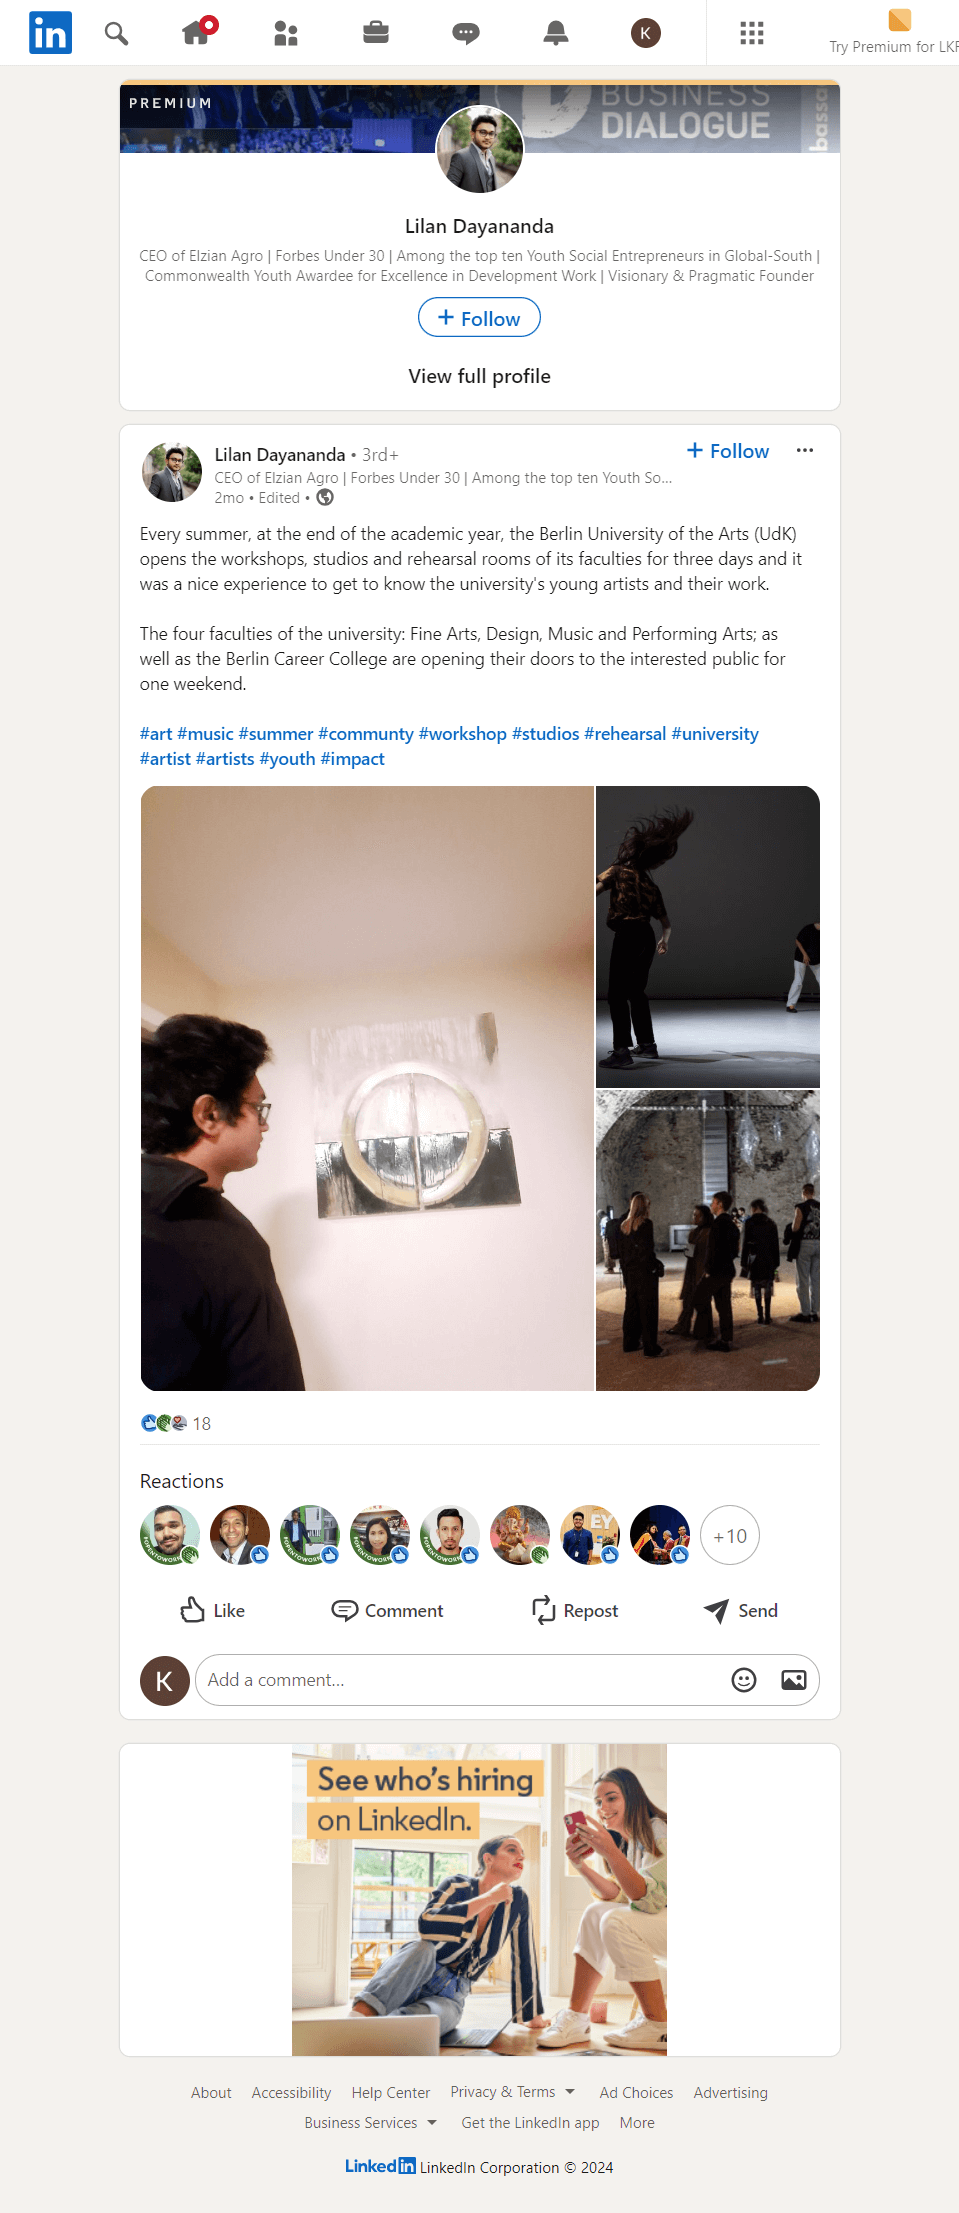 in
K
Try Premium for LKR
PREMIUM
BUSINESS
DIALOGUE
bassa
Lilan Dayananda
CEO of Elzian Agro | Forbes Under 30 | Among the top ten Youth Social Entrepreneurs in Global-South |
Commonwealth Youth Awardee for Excellence in Development Work | Visionary & Pragmatic Founder
+ Follow
View full profile
Lilan Dayananda • 3rd+
+ Follow
CEO of Elzian Agro | Forbes Under 30 | Among the top ten Youth So...
2mo • Edited •
Every summer, at the end of the academic year, the Berlin University of the Arts (UdK)
opens the workshops, studios and rehearsal rooms of its faculties for three days and it
was a nice experience to get to know the university's young artists and their work.
The four faculties of the university: Fine Arts, Design, Music and Performing Arts; as
well as the Berlin Career College are opening their doors to the interested public for
one weekend.
#art #music #summer #communty #workshop #studios #rehearsal #university
#artist #artists #youth #impact
18
Reactions
#OPENTOWORK
#OPENTOWORK
#OPENTOWORK
#OPENTOWORK
EY
+10
Like
Comment
Repost
Send
K
Add a comment...
See who's hiring
on LinkedIn.
About Accessibility Help Center Privacy & Terms Ad Choices Advertising
Business Services Get the LinkedIn app More
LinkedIn LinkedIn Corporation © 2024